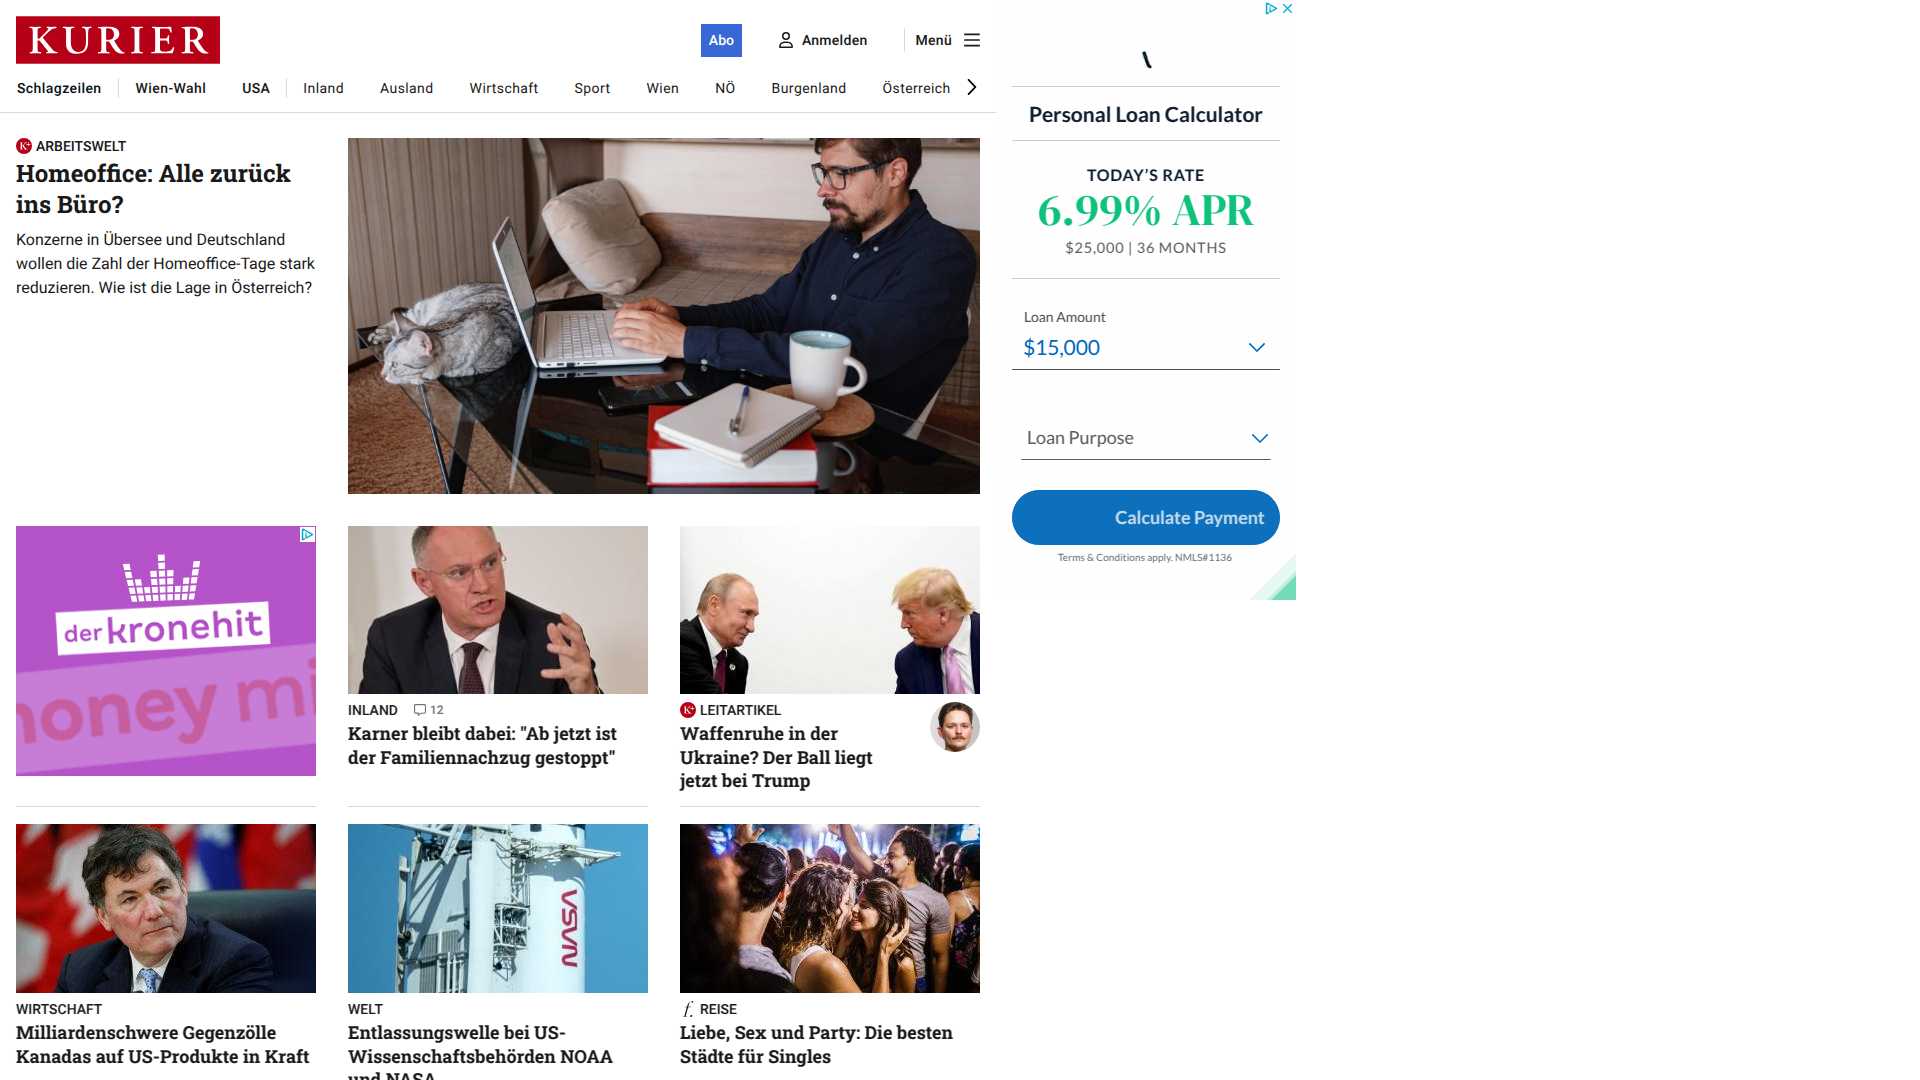 KURIER
Abo
Anmelden
Menü
Schlagzeilen
Wien-Wahl
USA
Inland
Ausland
Wirtschaft
Sport
Wien
NÖ
Burgenland
Österreich
K+ ARBEITSWELT
Homeoffice: Alle zurück
ins Büro?
Konzerne in Übersee und Deutschland
wollen die Zahl der Homeoffice-Tage stark
reduzieren. Wie ist die Lage in Österreich?
Personal Loan Calculator
TODAY'S RATE
6.99% APR
$25,000 | 36 MONTHS
Loan Amount
$15,000
Loan Purpose
Calculate Payment
Terms & Conditions apply. NMLS#1136
der kronehit
money mi
INLAND 12
Karner bleibt dabei: "Ab jetzt ist
der Familiennachzug gestoppt"
K+ LEITARTIKEL
Waffenruhe in der
Ukraine? Der Ball liegt
jetzt bei Trump
WIRTSCHAFT
Milliardenschwere Gegenzölle
Kanadas auf US-Produkte in Kraft
NASA
WELT
Entlassungswelle bei US-
Wissenschaftsbehörden NOAA
und NASA
f. REISE
Liebe, Sex und Party: Die besten
Städte für Singles